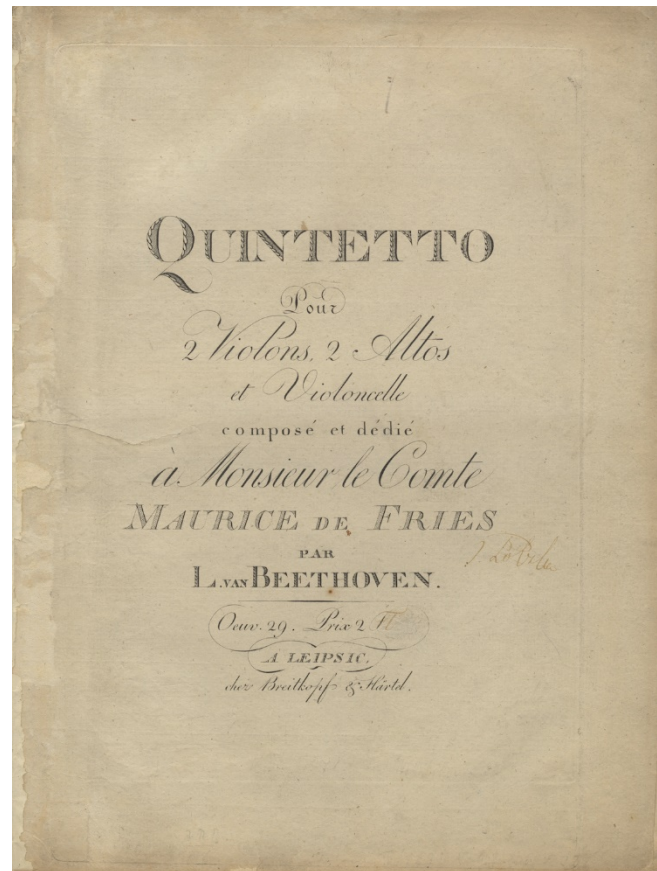 QUINTETTO
Pour
2 Violons, 2 Altos
et Violoncelle
composé et dédié
à Monsieur le Comte
MAURICE DE FRIES
PAR
L. VAN BEETHOVEN.
Oeuv. 29. Prix 2
A LEIPSIC,
chez Breitkopf & Härtel.